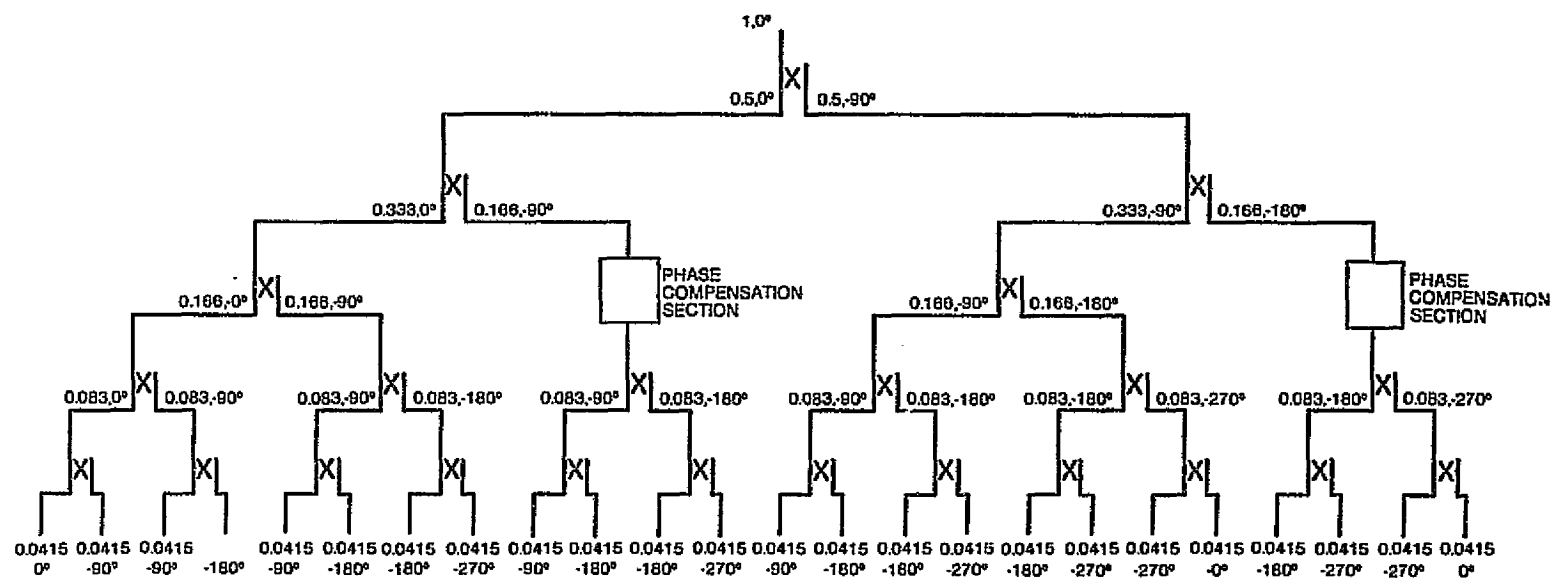 1,0°
X
0.5,0° 0.5,-90°
X X
0.333,0° 0.166,-90° 0.333,-90° 0.166,-180°
PHASE
COMPENSATION
SECTION
PHASE
COMPENSATION
SECTION
X X
0.166,-0° 0.166,-90° 0.166,-90° 0.166,-180°
X X X X X X
0.083,0° 0.083,-90° 0.083,-90° 0.083,-180° 0.083,-90° 0.083,-180° 0.083,-90° 0.083,-180° 0.083,-180° 0.083,-270° 0.083,-180° 0.083,-270°
X X X X X X X X X X X X
0.0415 0.0415 0.0415 0.0415 0.0415 0.0415 0.0415 0.0415 0.0415 0.0415 0.0415 0.0415 0.0415 0.0415 0.0415 0.0415 0.0415 0.0415 0.0415 0.0415 0.0415 0.0415 0.0415
0° -90° -90° -180° -90° -180° -180° -270° -90° -180° -180° -270° -90° -180° -180° -270° -180° -270° -270° -0° -180° -270° -270° 0°